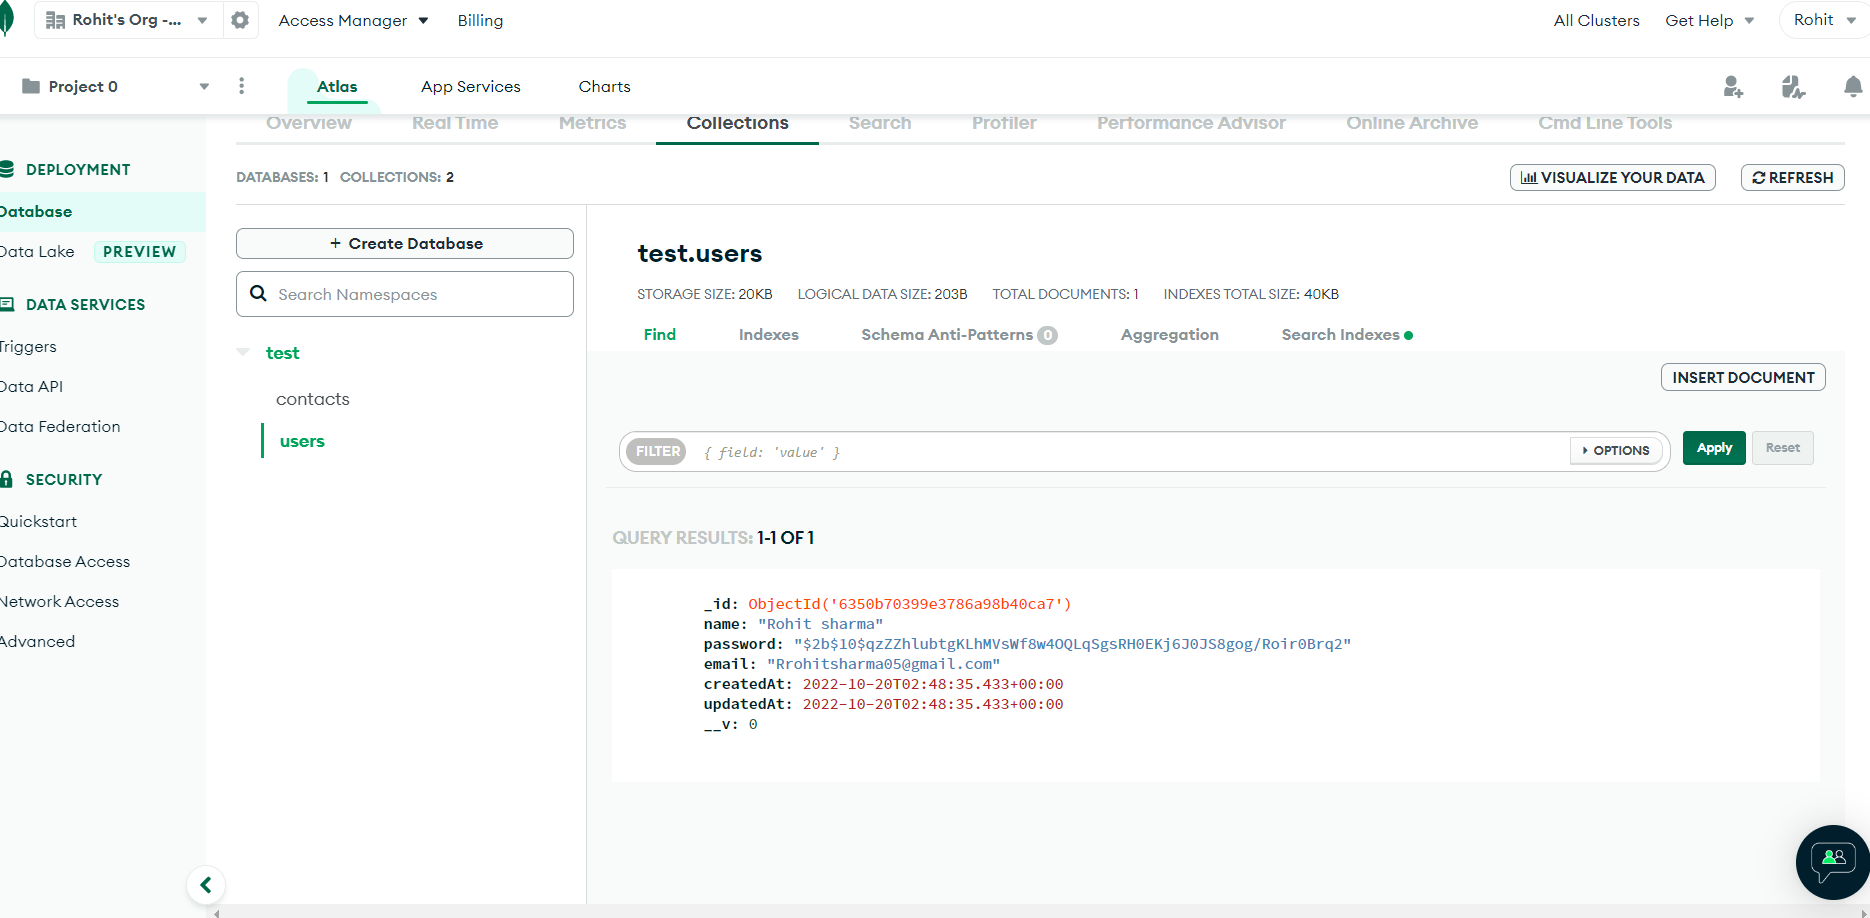 Rohit's Org -...
Access Manager
Billing
All Clusters
Get Help
Rohit
Project 0
Atlas
App Services
Charts
Overview
Real Time
Metrics
Collections
Search
Profiler
Performance Advisor
Online Archive
Cmd Line Tools
DEPLOYMENT
Database
Data Lake PREVIEW
DATA SERVICES
Triggers
Data API
Data Federation
SECURITY
Quickstart
Database Access
Network Access
Advanced
DATABASES: 1 COLLECTIONS: 2
VISUALIZE YOUR DATA
REFRESH
+ Create Database
Search Namespaces
test
contacts
users
test.users
STORAGE SIZE: 20KB LOGICAL DATA SIZE: 203B TOTAL DOCUMENTS: 1 INDEXES TOTAL SIZE: 40KB
Find
Indexes
Schema Anti-Patterns 0
Aggregation
Search Indexes
INSERT DOCUMENT
FILTER { field: 'value' }
OPTIONS
Apply
Reset
QUERY RESULTS: 1-1 OF 1
_id: ObjectId('6350b70399e3786a98b40ca7')
name: "Rohit sharma"
password: "$2b$10$qzZZhlubtgKLhMVsWf8w4OQLqSgsRH0EKj6J0JS8gog/Roir0Brq2"
email: "Rrohitsharma05@gmail.com"
createdAt: 2022-10-20T02:48:35.433+00:00
updatedAt: 2022-10-20T02:48:35.433+00:00
__v: 0